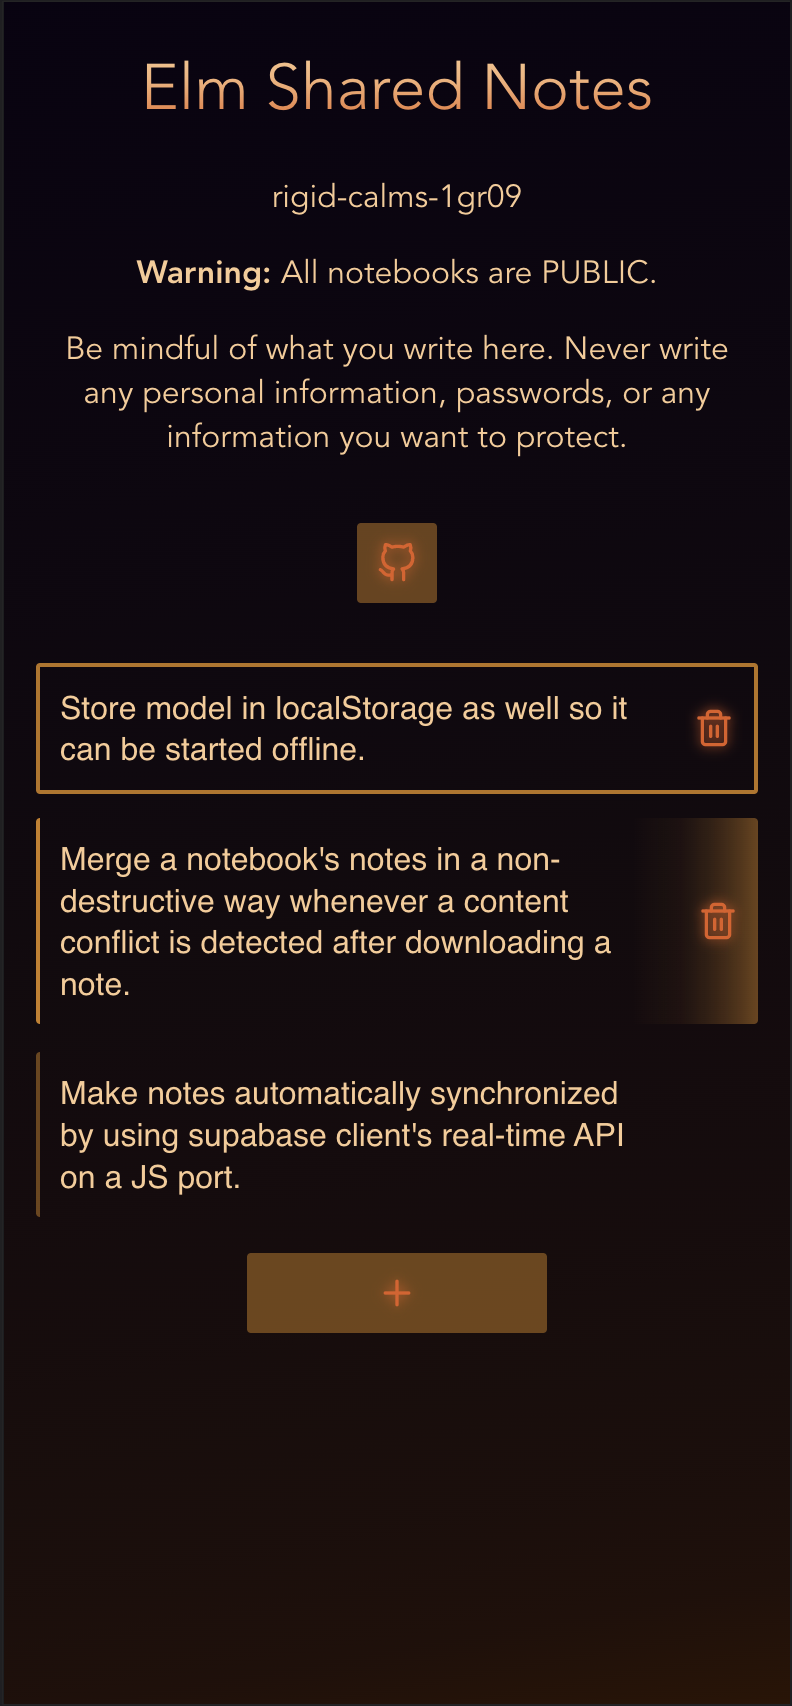 Elm Shared Notes
rigid-calms-1gr09
Warning: All notebooks are PUBLIC.
Be mindful of what you write here. Never write
any personal information, passwords, or any
information you want to protect.
Store model in localStorage as well so it
can be started offline.
Merge a notebook's notes in a non-
destructive way whenever a content
conflict is detected after downloading a
note.
Make notes automatically synchronized
by using supabase client's real-time API
on a JS port.
+